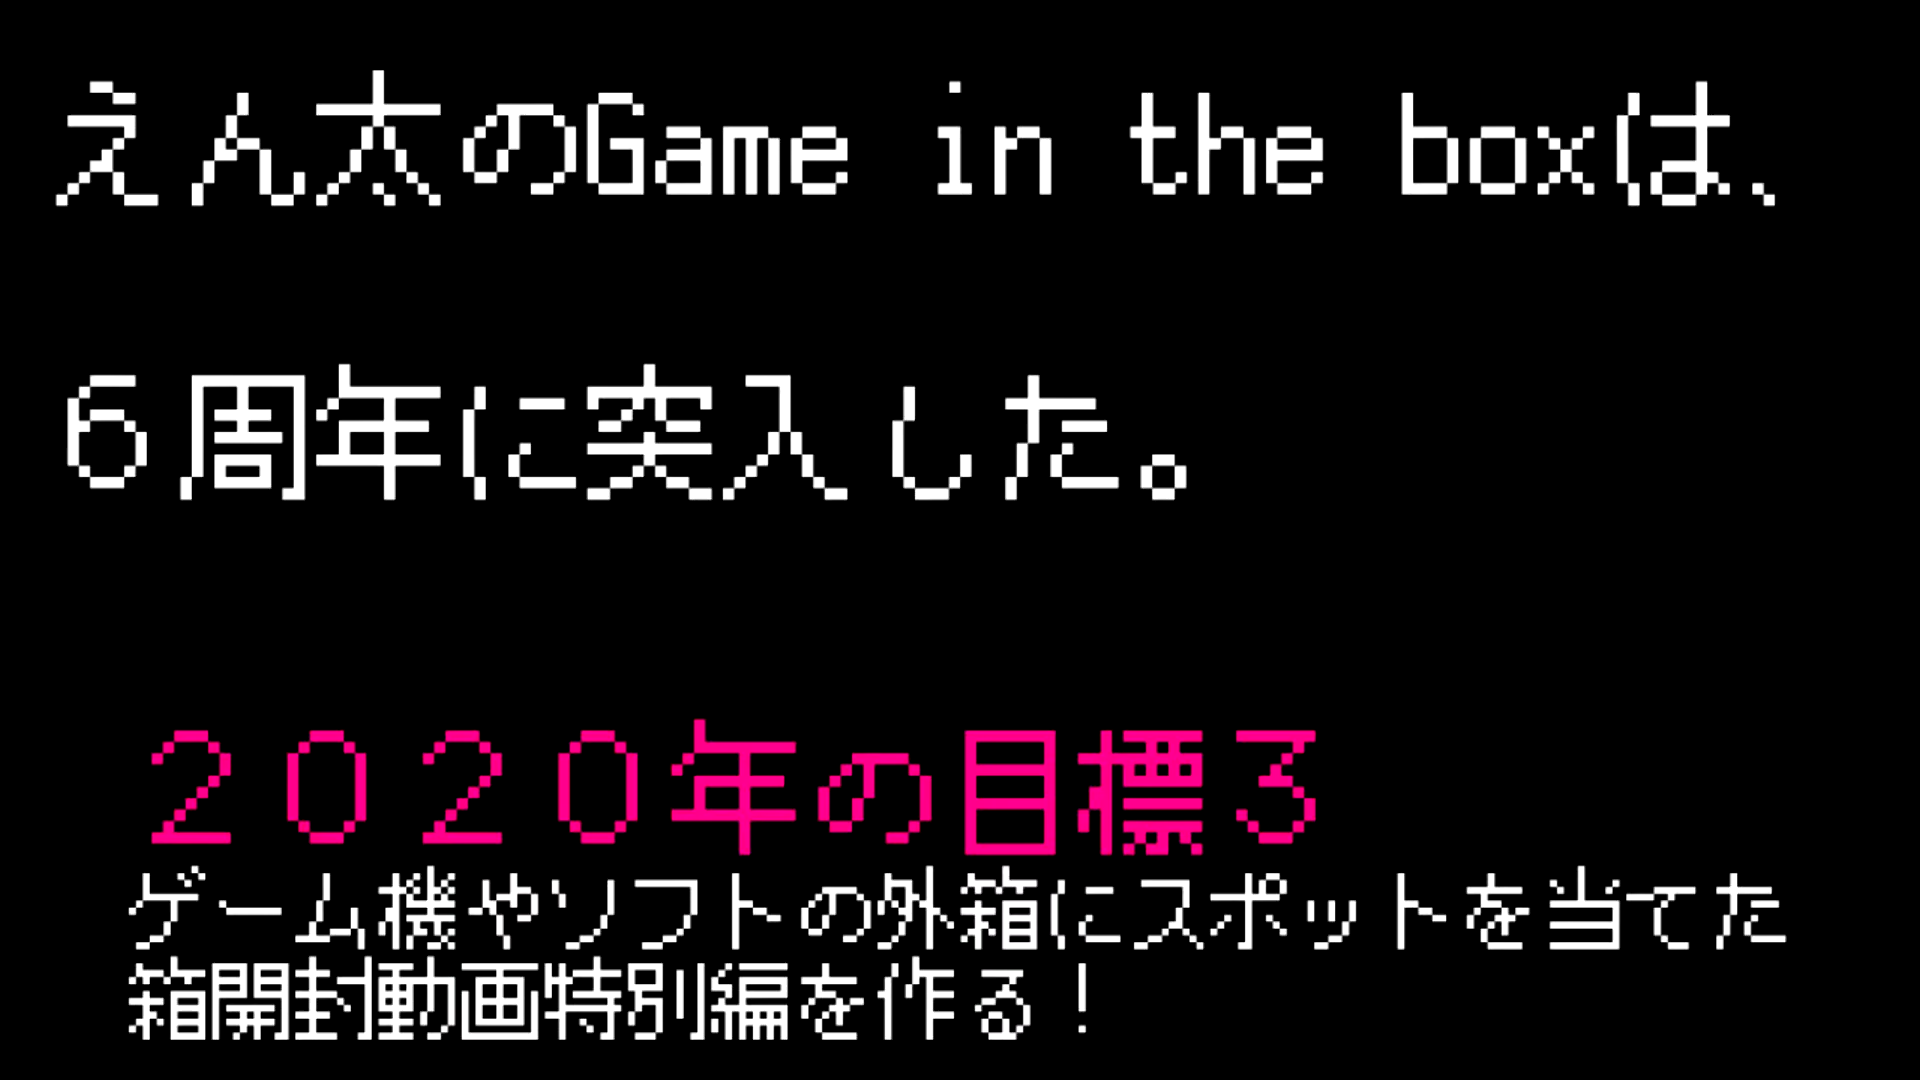 えん太のGame in the boxは、
６周年に突入した。
２０２０年の目標３
ゲーム機やソフトの外箱にスポットを当てた
箱開封動画特別編を作る！